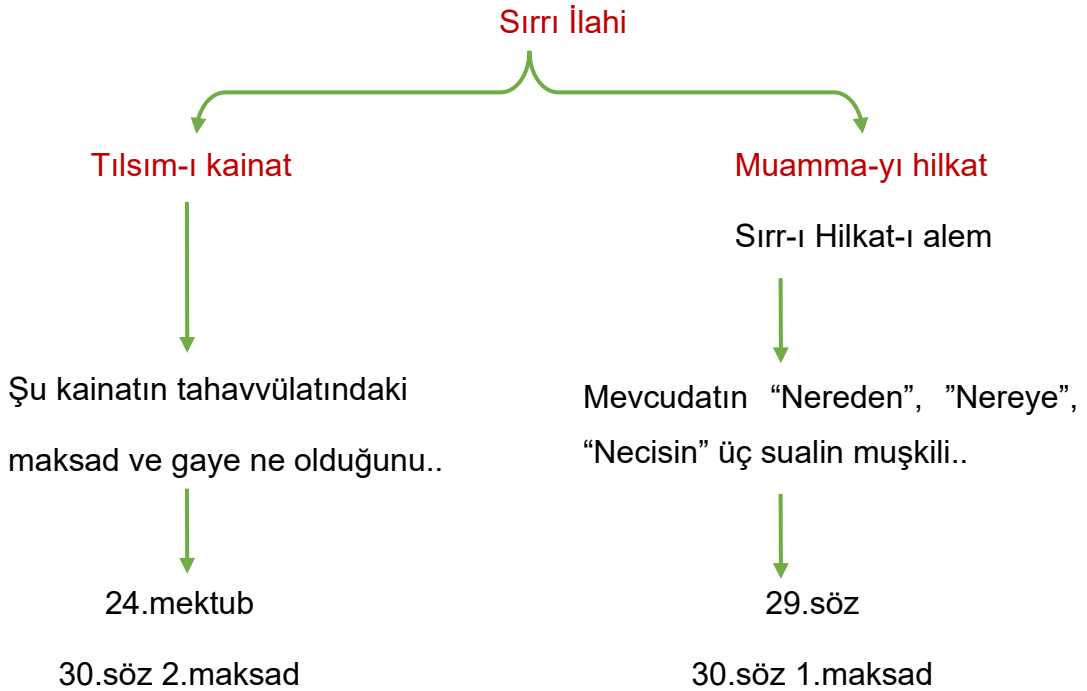 Sırrı İlahi
Tılsım-ı kainat
Muamma-yı hilkat
Sırr-ı Hilkat-ı alem
Şu kainatın tahavvülatındaki
maksad ve gaye ne olduğunu..
Mevcudatın “Nereden”, ”Nereye”,
“Necisin” üç sualin muşkili..
24.mektub
30.söz 2.maksad
29.söz
30.söz 1.maksad